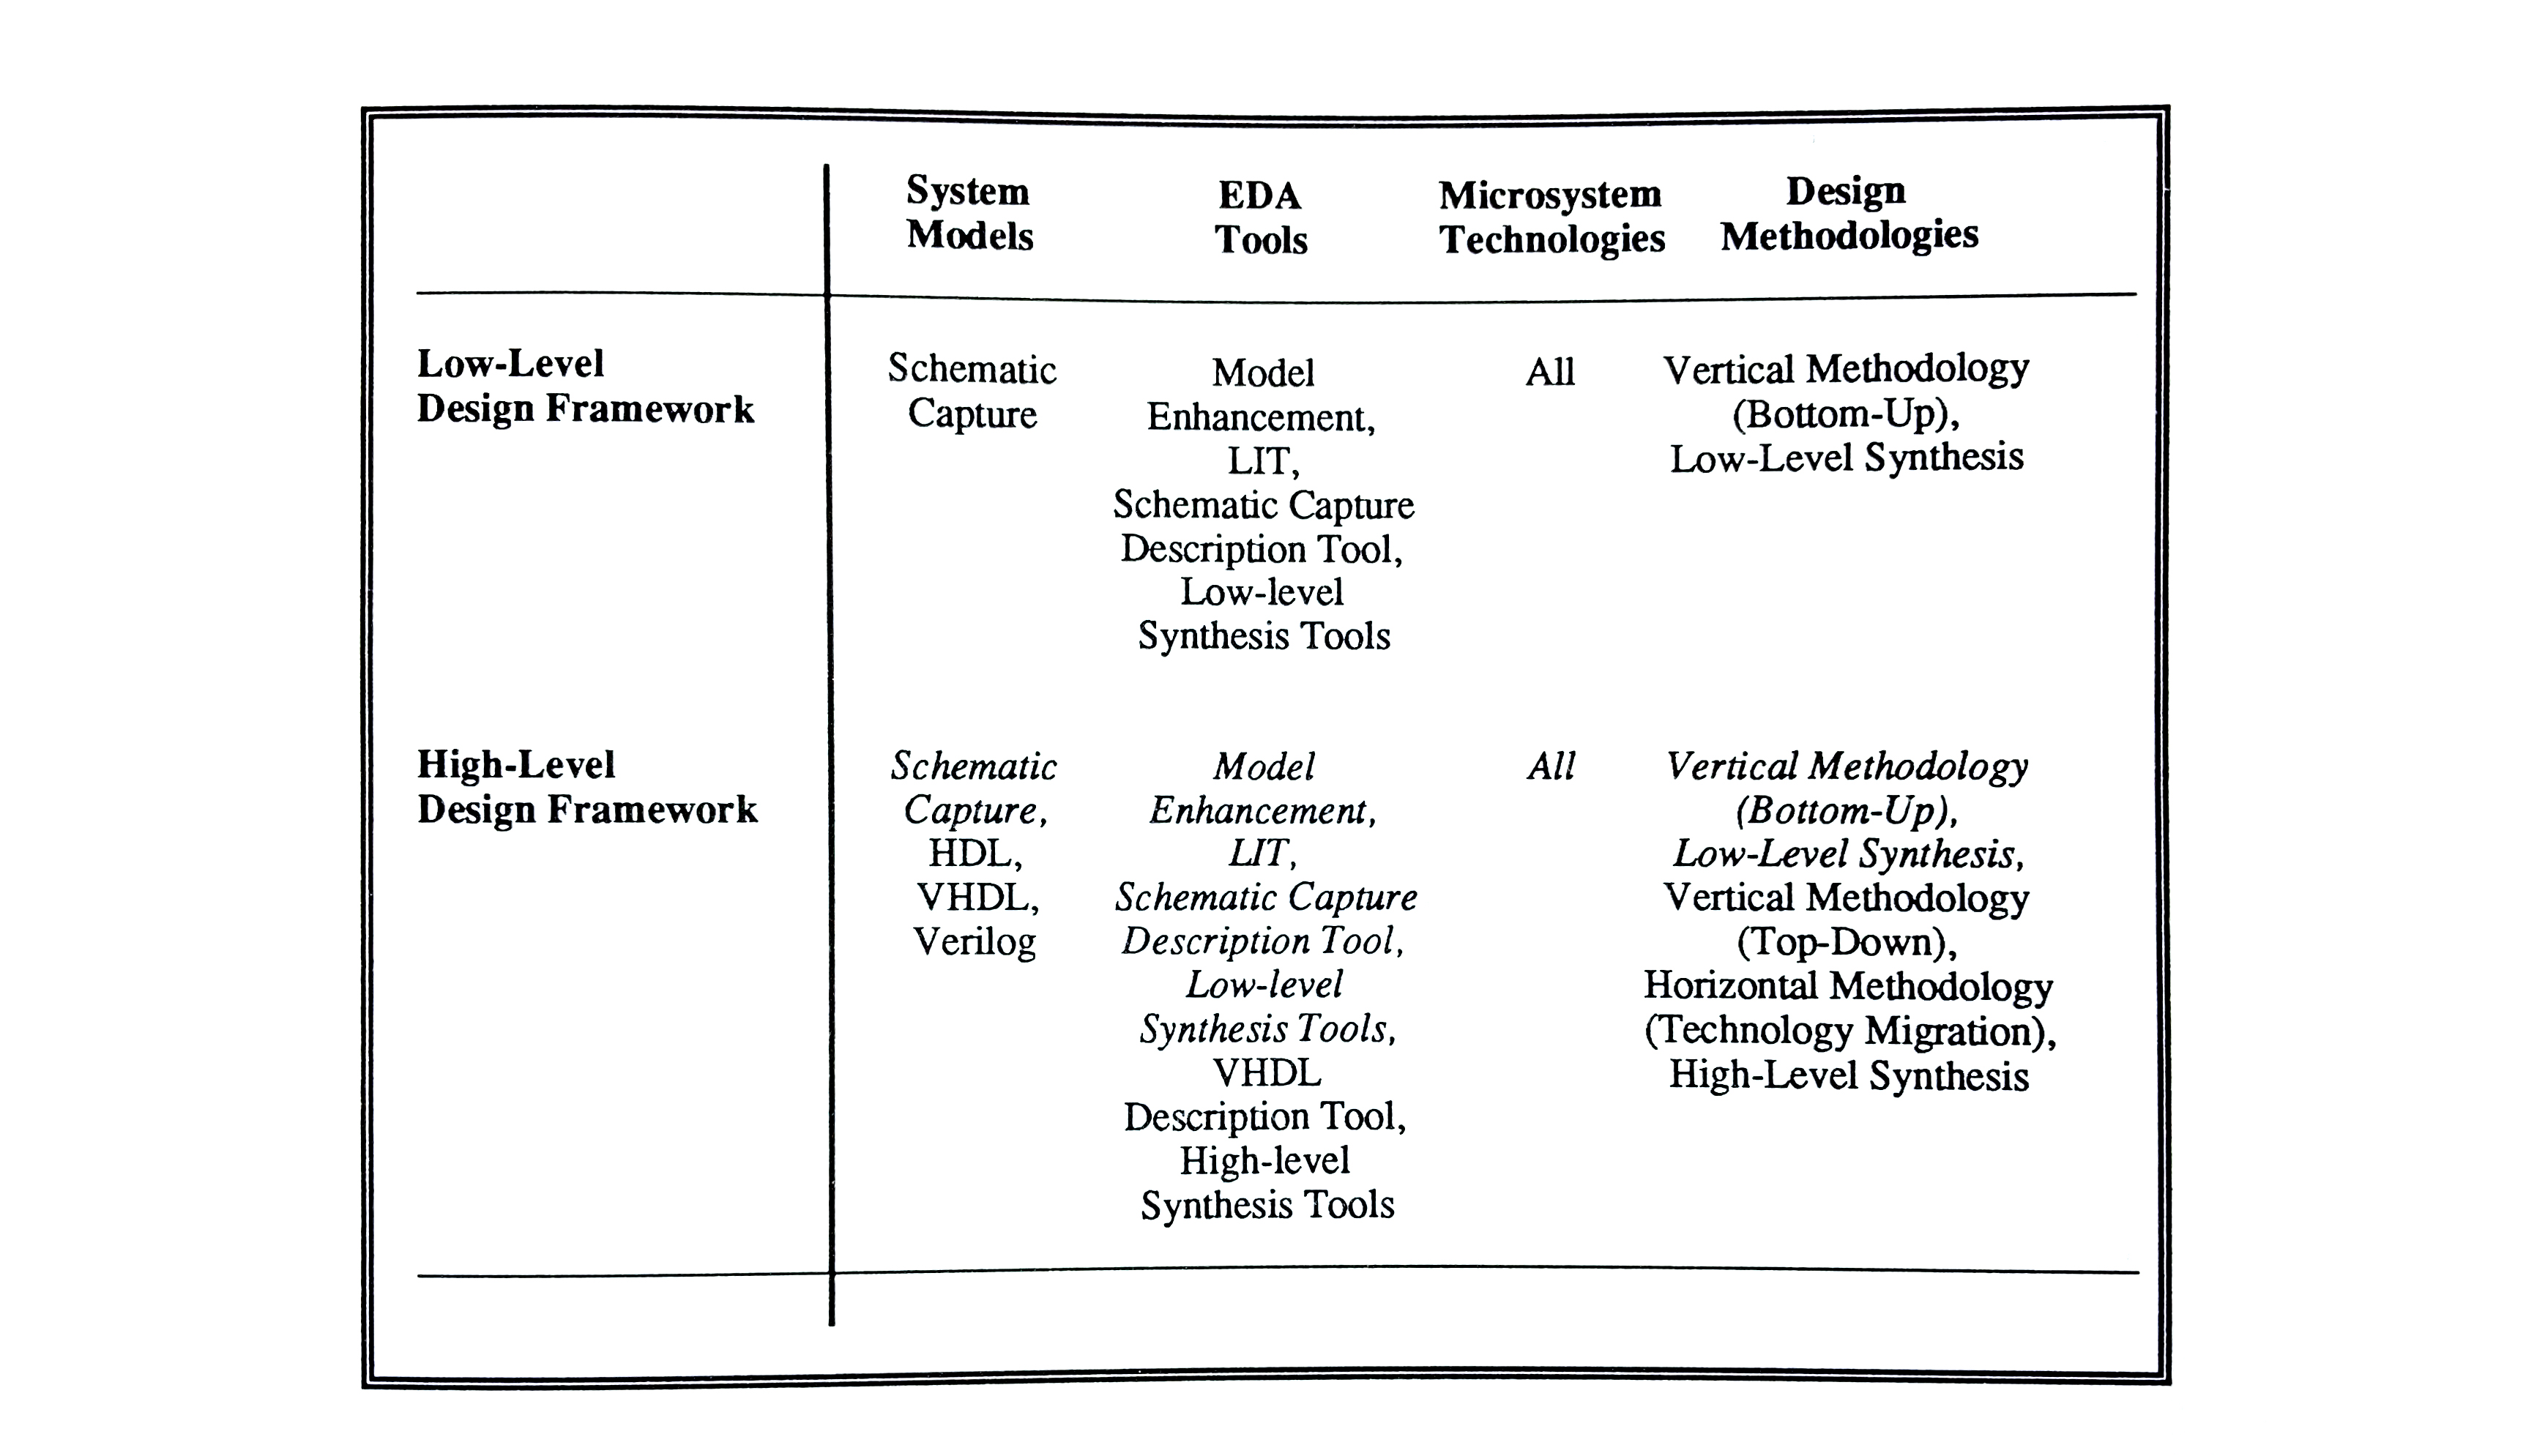 System Models
EDA Tools
Microsystem Technologies
Design Methodologies
Low-Level
Design Framework
Schematic
Capture
Model
Enhancement,
LIT,
Schematic Capture
Description Tool,
Low-level
Synthesis Tools
All
Vertical Methodology
(Bottom-Up),
Low-Level Synthesis
High-Level
Design Framework
Schematic
Capture,
HDL,
VHDL,
Verilog
Model
Enhancement,
LIT,
Schematic Capture
Description Tool,
Low-level
Synthesis Tools,
VHDL
Description Tool,
High-level
Synthesis Tools
All
Vertical Methodology
(Bottom-Up),
Low-Level Synthesis,
Vertical Methodology
(Top-Down),
Horizontal Methodology
(Technology Migration),
High-Level Synthesis